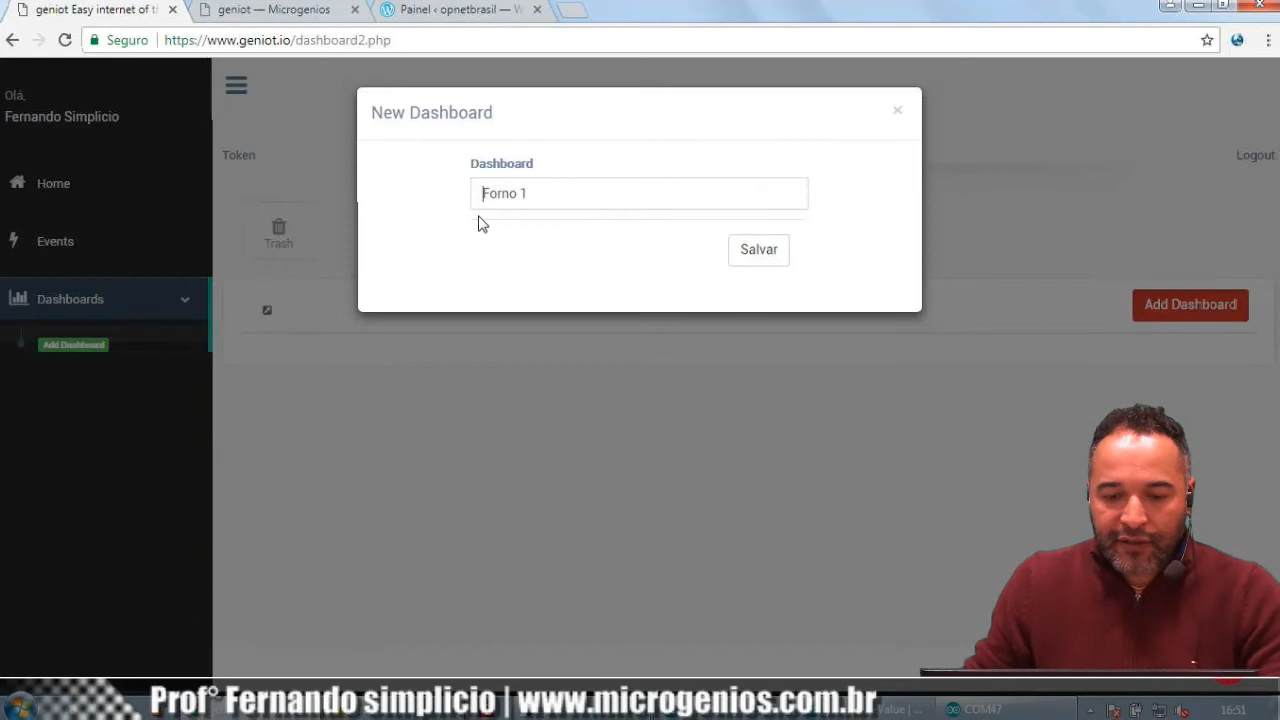 geniot Easy internet of t
geniot — Microgenios
Painel ‹ opnetbrasil — W
Seguro
https://www.geniot.io/dashboard2.php
Olá,
Fernando Simplicio
Home
Events
Dashboards
Add Dashboard
Token
Logout
Trash
Add Dashboard
New Dashboard
×
Dashboard
Forno 1
Salvar
Prof° Fernando simplicio | www.microgenios.com.br
Value |...
COM47
16:51